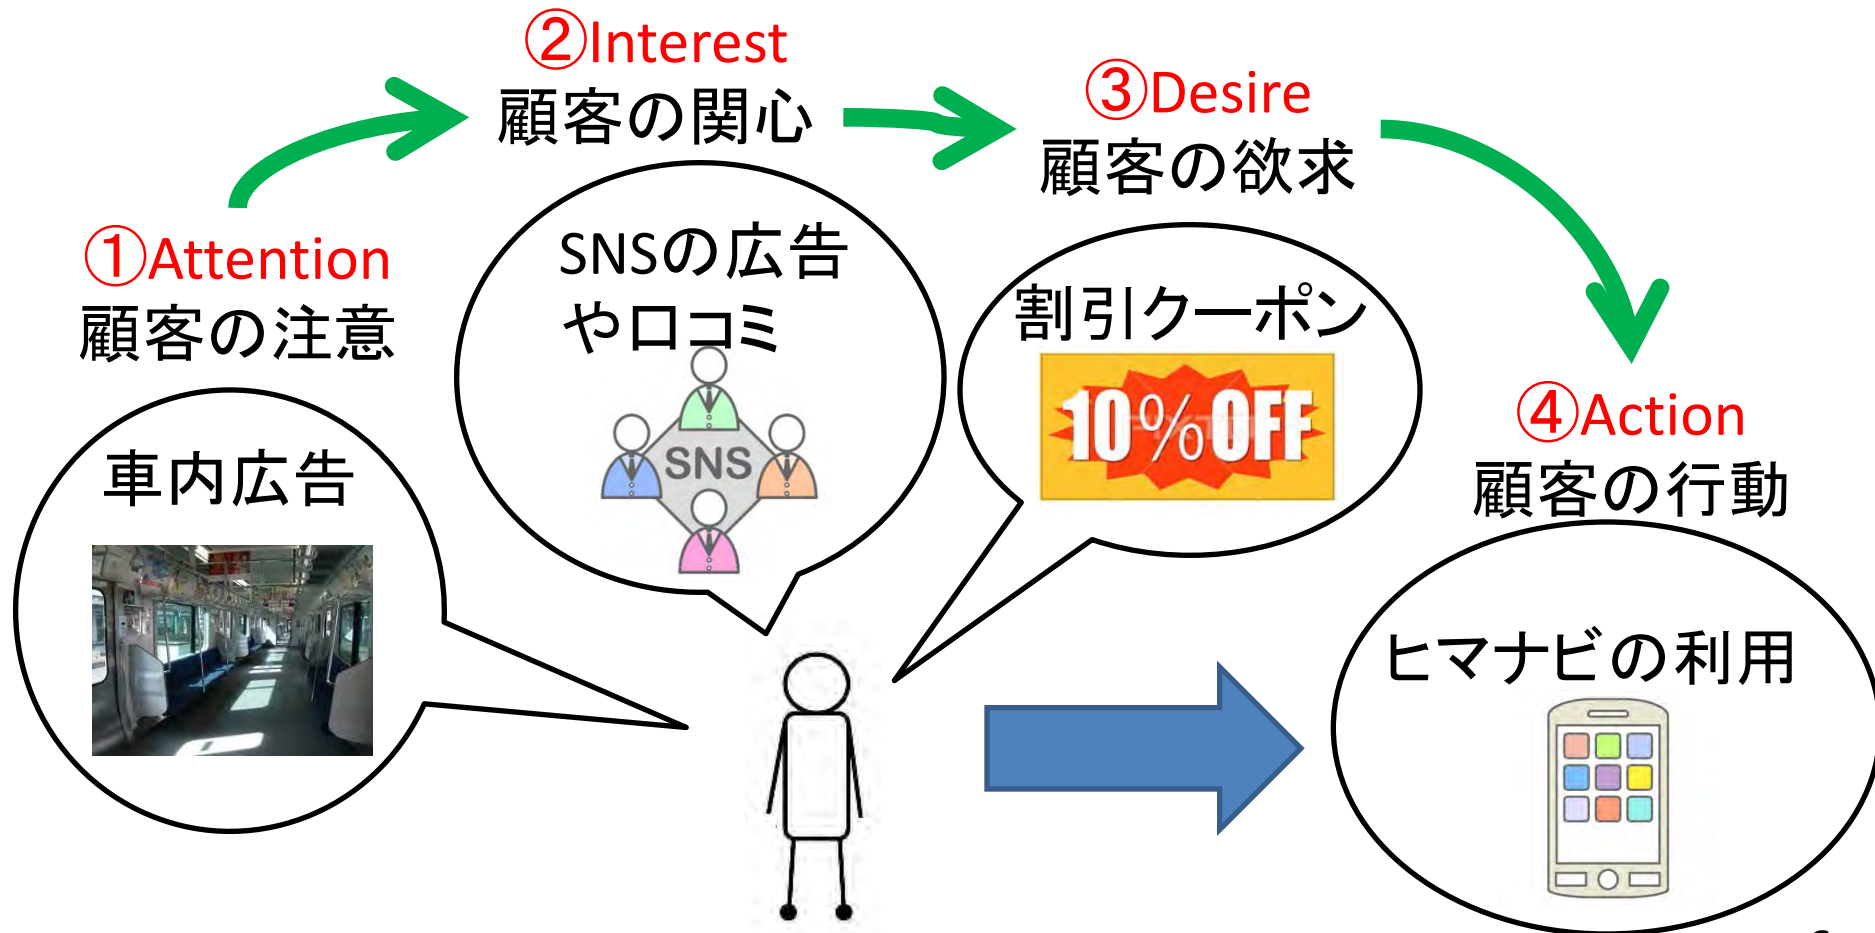 ①Attention
顧客の注意
車内広告
②Interest
顧客の関心
SNSの広告
や口コミ
SNS
③Desire
顧客の欲求
割引クーポン
10%OFF
④Action
顧客の行動
ヒマナビの利用